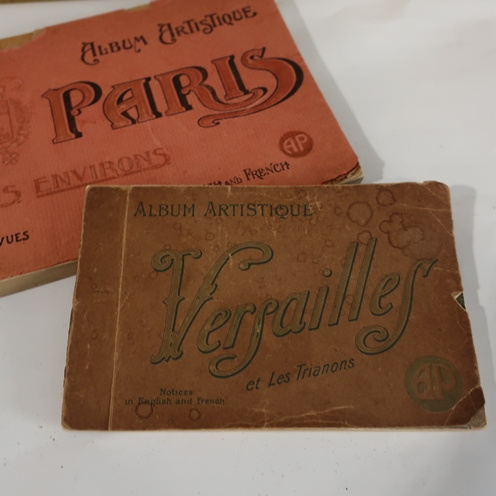 ALBUM ARTISTIQUE
PARIS
ENVIRONS
AP
AND FRENCH
VUES
ALBUM ARTISTIQUE
Versailles
et Les Trianons
Notices
in English and French
AP